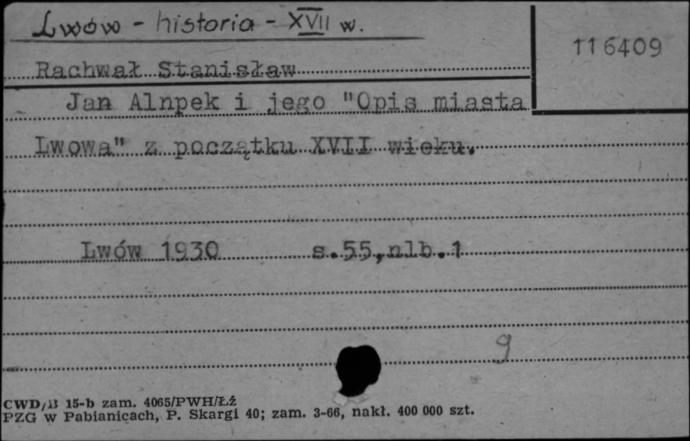 Lwów - historia - XVII w.
116409
Rachwał Stanisław
Jan Alnpek i jego "Opis miasta
Lwowa" z początku XVII wieku.
Lwów 1930 s.55,nlb.1
9
CWD/B 15-b zam. 4065/PWH/Łź
PZG w Pabianicach, P. Skargi 40; zam. 3-66, nakł. 400 000 szt.